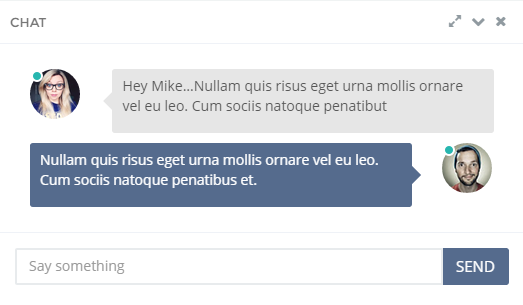 CHAT
Hey Mike...Nullam quis risus eget urna mollis ornare
vel eu leo. Cum sociis natoque penatibut
Nullam quis risus eget urna mollis ornare vel eu leo.
Cum sociis natoque penatibus et.
Say something
SEND